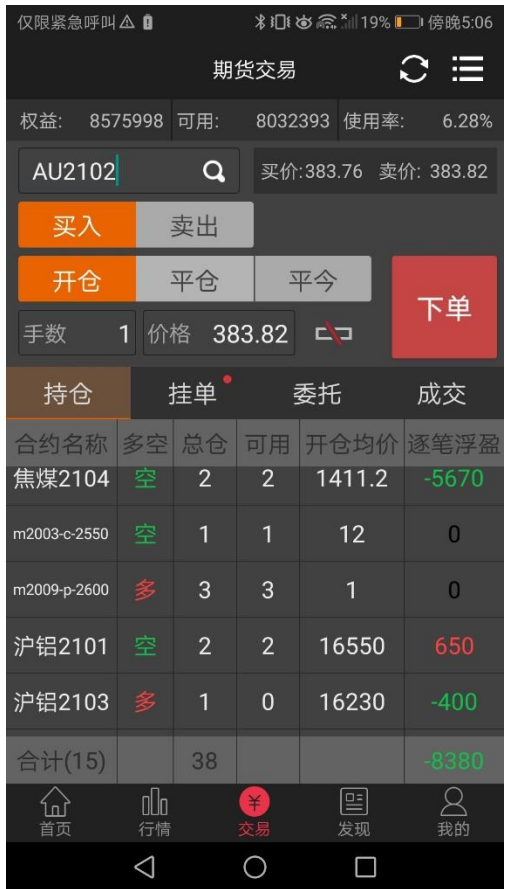 仅限紧急呼叫 19% 傍晚5:06
期货交易
权益: 8575998 可用: 8032393 使用率: 6.28%
AU2102 买价:383.76 卖价: 383.82
买入 卖出
开仓 平仓 平今
下单
手数 1 价格 383.82
持仓 挂单 委托 成交
合约名称 多空 总仓 可用 开仓均价 逐笔浮盈
焦煤2104 空 2 2 1411.2 -5670
m2003-c-2550 空 1 1 12 0
m2009-p-2600 多 3 3 1 0
沪铝2101 空 2 2 16550 650
沪铝2103 多 1 0 16230 -400
合计(15) 38 -8380
首页 行情 交易 发现 我的